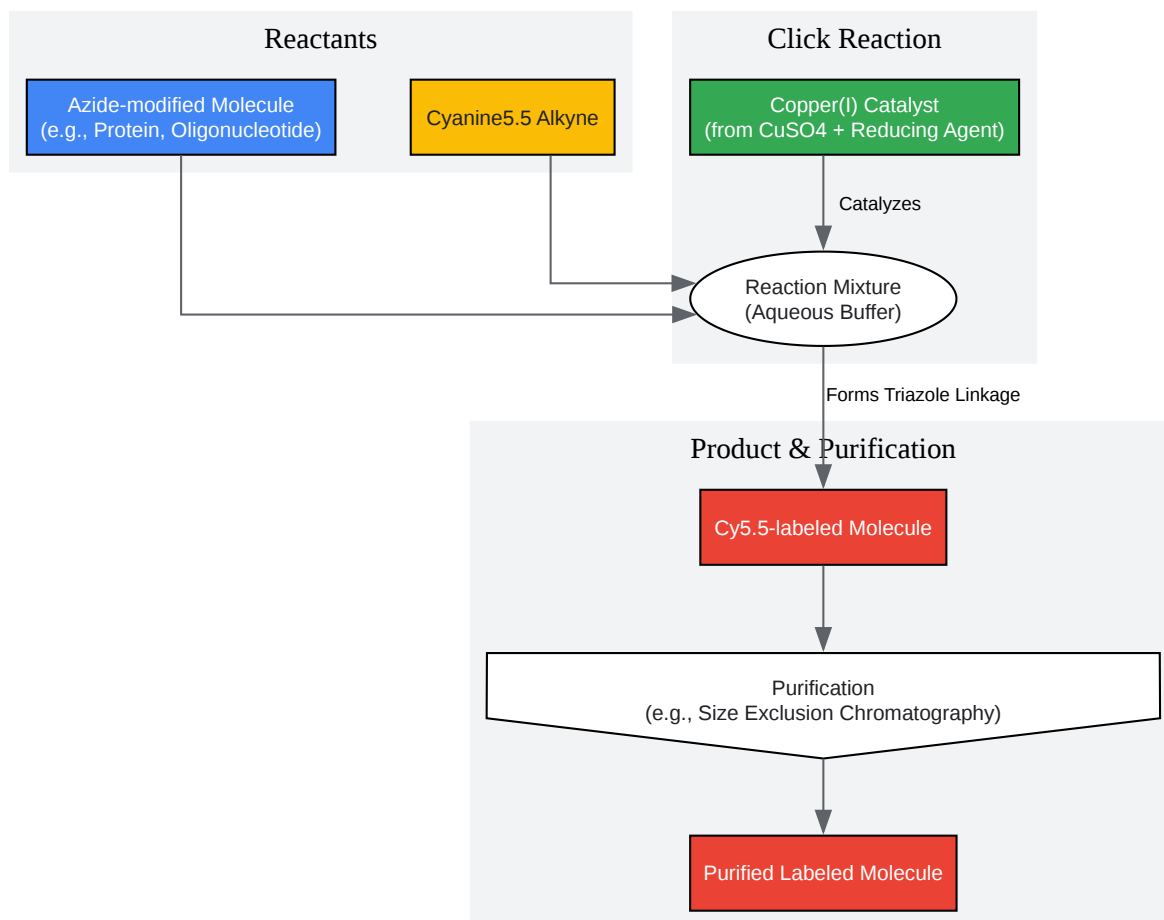 Reactants
Click Reaction
Azide-modified Molecule
(e.g., Protein, Oligonucleotide)
Cyanine5.5 Alkyne
Copper(I) Catalyst
(from CuSO4 + Reducing Agent)
Catalyzes
Reaction Mixture
(Aqueous Buffer)
Forms Triazole Linkage
Product & Purification
Cy5.5-labeled Molecule
Purification
(e.g., Size Exclusion Chromatography)
Purified Labeled Molecule